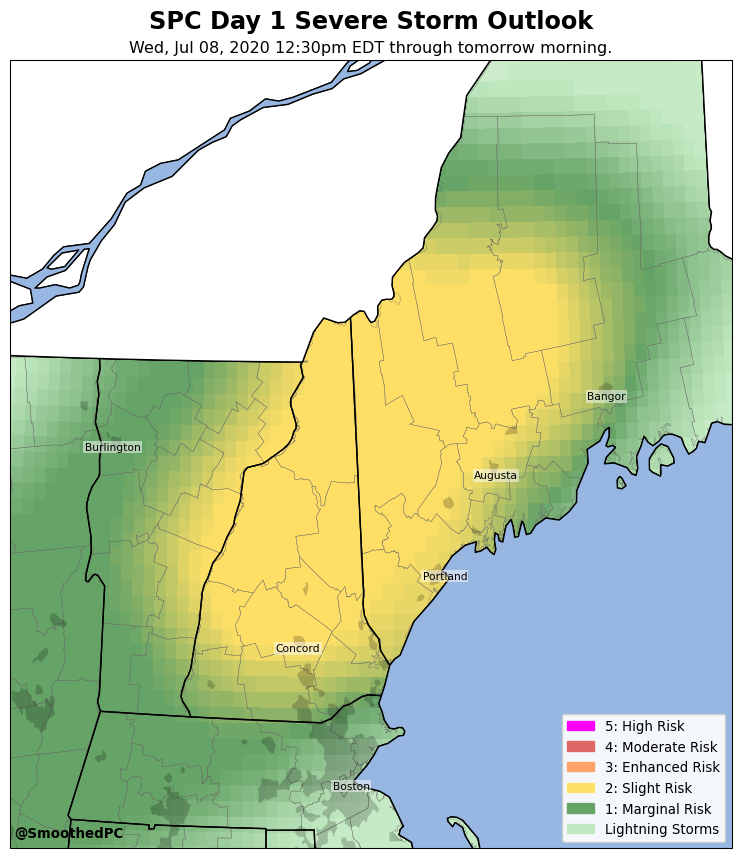 SPC Day 1 Severe Storm Outlook
Wed, Jul 08, 2020 12:30pm EDT through tomorrow morning.
Bangor
Burlington
Augusta
Portland
Concord
Boston
5: High Risk
4: Moderate Risk
3: Enhanced Risk
2: Slight Risk
1: Marginal Risk
Lightning Storms
@SmoothedPC